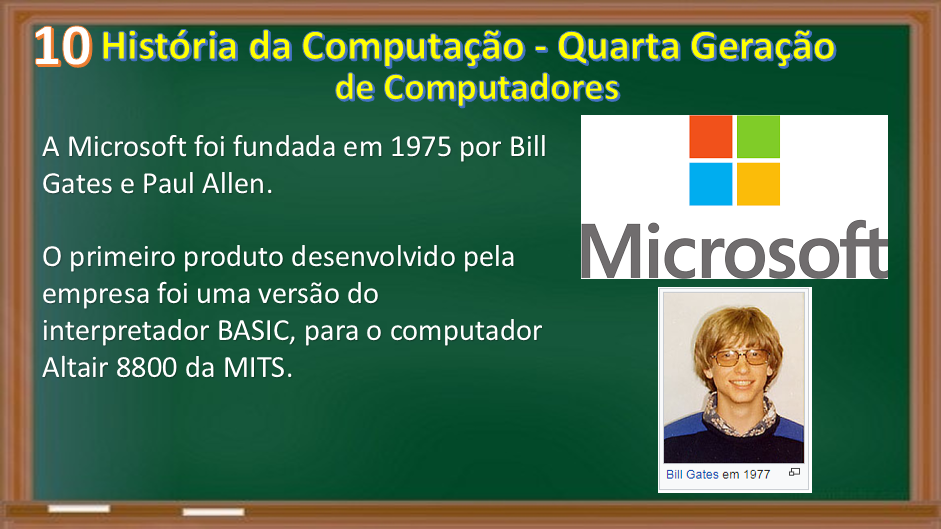 10 História da Computação - Quarta Geração
de Computadores
A Microsoft foi fundada em 1975 por Bill
Gates e Paul Allen.
O primeiro produto desenvolvido pela
empresa foi uma versão do
interpretador BASIC, para o computador
Altair 8800 da MITS.
Microsoft
Bill Gates em 1977